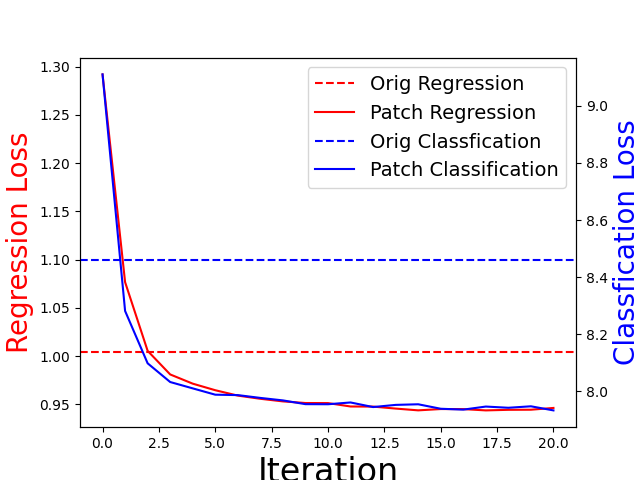 Orig Regression
Patch Regression
Orig Classfication
Patch Classification
Regression Loss
1.30
1.25
1.20
1.15
1.10
1.05
1.00
0.95
Classfication Loss
9.0
8.8
8.6
8.4
8.2
8.0
0.0 2.5 5.0 7.5 10.0 12.5 15.0 17.5 20.0
Iteration